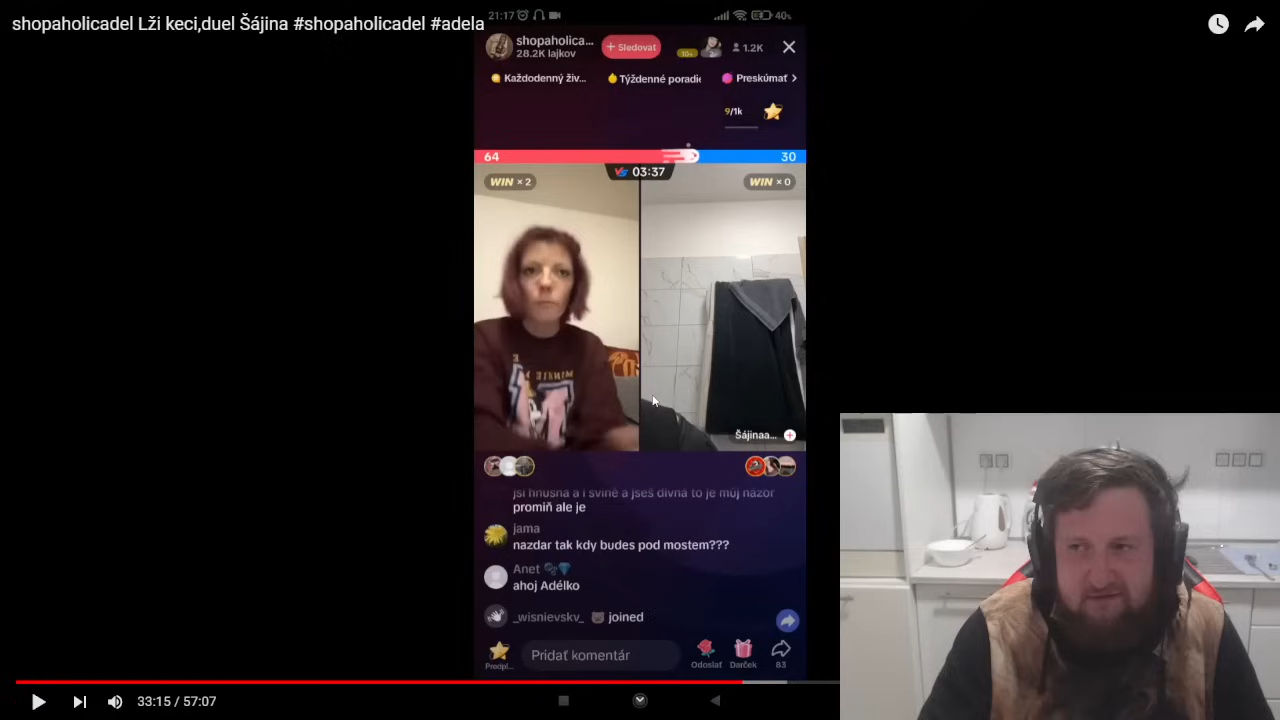 shopaholicadel Lži keci,duel Šájina #shopaholicadel #adela
21:17
40%
shopaholica...
28.2K lajkov
+ Sledovat
1.2K
Každodenný živ...
Týždenné poradie
Preskúmať
9/1k
64
30
03:37
WIN × 2
WIN × 0
Šájinaa...
jsi hnusna a i svině a jseš divná to je můj názor
promiň ale je
jama
nazdar tak kdy budes pod mostem???
Anet
ahoj Adélko
_wisnievskv_ joined
Pridať komentár
Odoslať
Darček
83
33:15 / 57:07